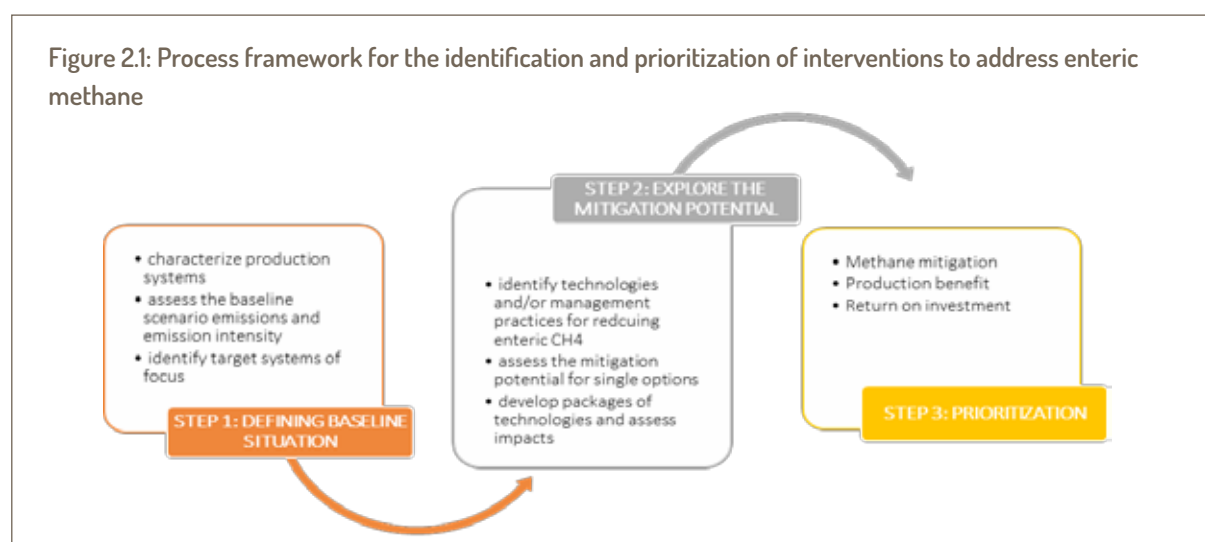 Figure 2.1: Process framework for the identification and prioritization of interventions to address enteric
methane
STEP 1: DEFINING BASELINE
SITUATION
• characterize production
systems
• assess the baseline
scenario emissions and
emission intensity
• identify target systems of
focus
STEP 2: EXPLORE THE
MITIGATION POTENTIAL
• identify technologies
and/or management
practices for redcuing
enteric CH4
• assess the mitigation
potential for single options
• develop packages of
technologies and assess
impacts
• Methane mitigation
• Production benefit
• Return on investment
STEP 3: PRIORITIZATION